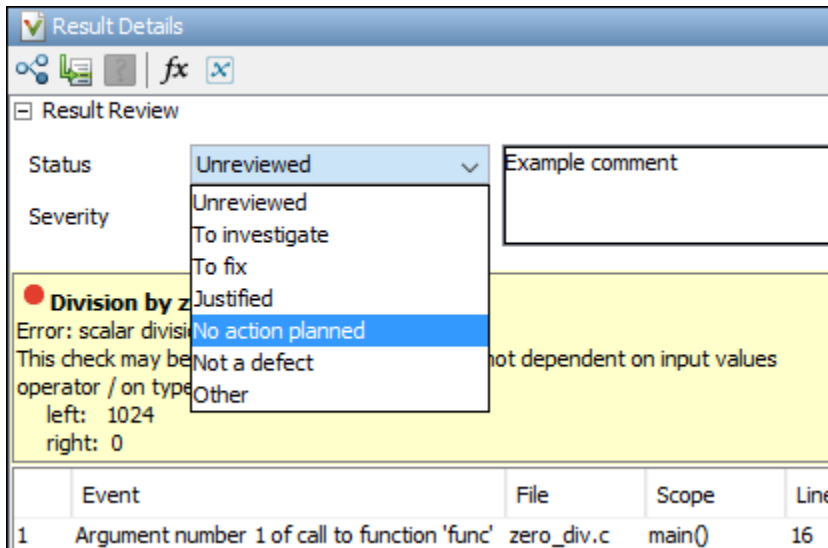 Result Details
fx x
Result Review
Status Unreviewed Example comment
Unreviewed
Severity
To investigate
To fix
Justified
Division by z
Error: scalar divisi No action planned
This check may be Not a defect not dependent on input values
operator / on type Other
left: 1024
right: 0
Event File Scope Line
1 Argument number 1 of call to function 'func' zero_div.c main() 16